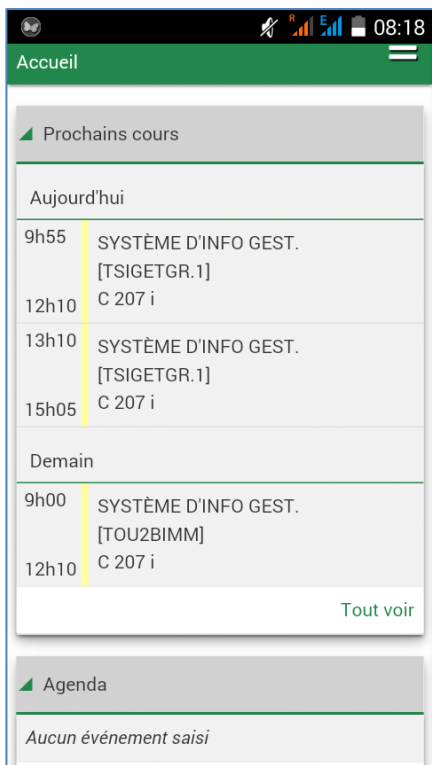 R E 08:18
Accueil
Prochains cours
Aujourd'hui
9h55
SYSTÈME D'INFO GEST.
[TSIGETGR.1]
C 207 i
12h10
13h10
SYSTÈME D'INFO GEST.
[TSIGETGR.1]
C 207 i
15h05
Demain
9h00
SYSTÈME D'INFO GEST.
[TOU2BIMM]
C 207 i
12h10
Tout voir
Agenda
Aucun événement saisi